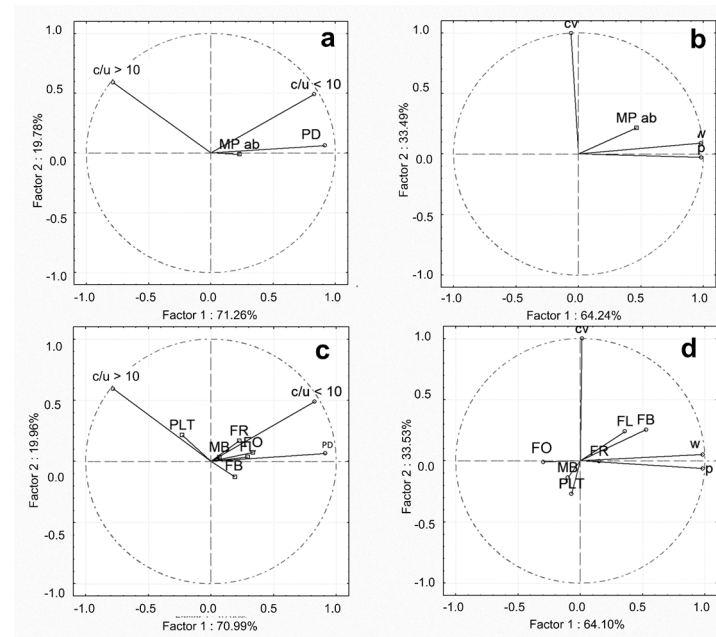 a
1.0
0.5
0.0
-0.5
-1.0
c/u > 10
c/u < 10
PD
MP ab
Factor 2 : 19.78%
-1.0 -0.5 0.0 0.5 1.0
Factor 1 : 71.26%
b
1.0
0.5
0.0
-0.5
-1.0
cv
MP ab
w
p
Factor 2 : 33.49%
-1.0 -0.5 0.0 0.5 1.0
Factor 1 : 64.24%
c
1.0
0.5
0.0
-0.5
-1.0
c/u > 10
c/u < 10
PLT
FR
FO
MB
FL
PD
FB
Factor 2 : 19.96%
-1.0 -0.5 0.0 0.5 1.0
Factor 1 : 70.99%
d
1.0
0.5
0.0
-0.5
-1.0
cv
FL FB
FO
FR
w
MB
p
PLT
Factor 2 : 33.53%
-1.0 -0.5 0.0 0.5 1.0
Factor 1 : 64.10%